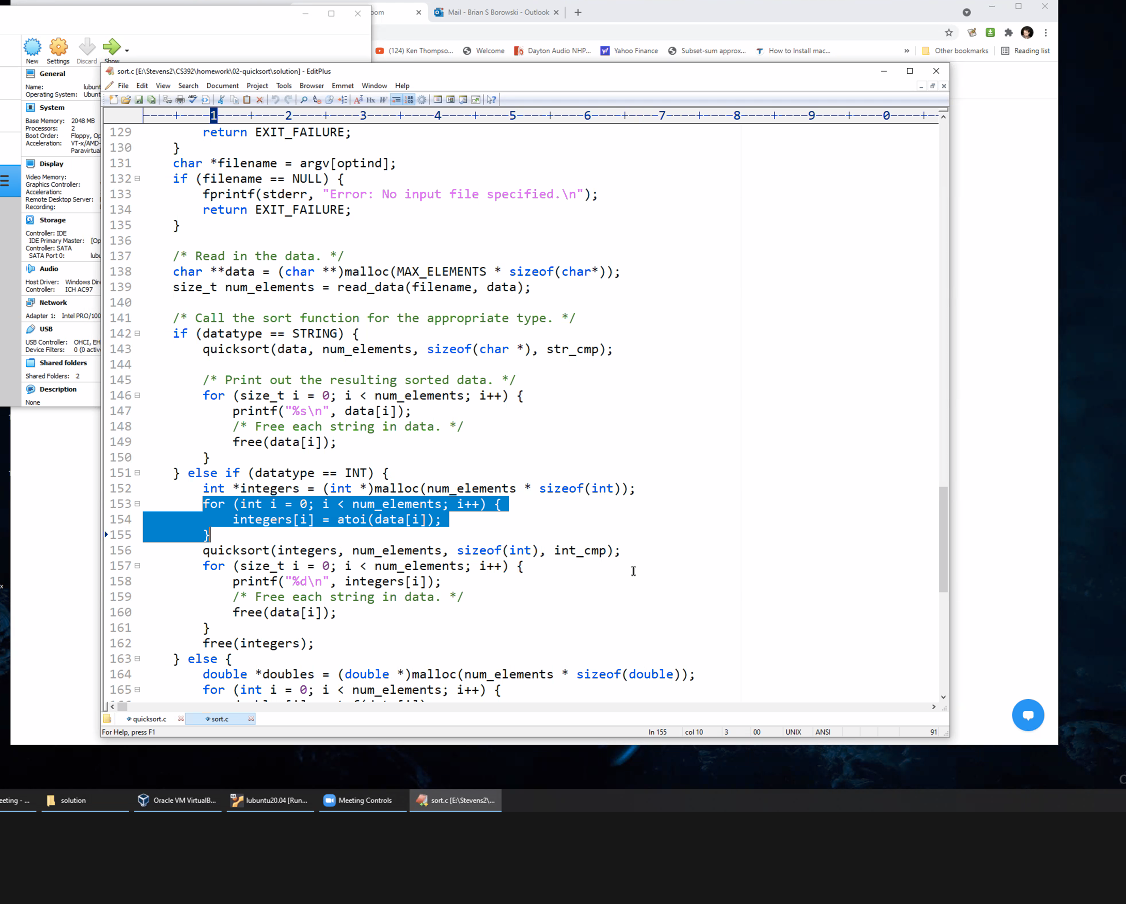 oom
Mail - Brian S Borowski - Outlook
(124) Ken Thompso...
Welcome
Dayton Audio NHP...
Yahoo Finance
Subset-sum approx...
How to Install mac...
»
Other bookmarks
Reading list
New
Settings
Discard
Show
General
Name: lubunt
Operating System: Ubuntu
System
Base Memory: 2048 MB
Processors: 2
Boot Order: Floppy, Op
Acceleration: VT-x/AMD-
Paravirtual
Display
Video Memory:
Graphics Controller:
Acceleration:
Remote Desktop Server:
Recording:
Storage
Controller: IDE
IDE Primary Master: [Op
Controller: SATA
SATA Port 0: lubu
Audio
Host Driver: Windows Dire
Controller: ICH AC97
Network
Adapter 1: Intel PRO/100
USB
USB Controller: OHCI, EH
Device Filters: 0 (0 active
Shared folders
Shared Folders: 2
Description
None
sort.c [E:\Stevens2\CS392\homework\02-quicksort\solution] - EditPlus
File Edit View Search Document Project Tools Browser Emmet Window Help
----+----1----+----2----+----3----+----4----+----5----+----6----+----7----+----8----+----9----+----0----+--
129 return EXIT_FAILURE;
130 }
131 char *filename = argv[optind];
132 if (filename == NULL) {
133 fprintf(stderr, "Error: No input file specified.\n");
134 return EXIT_FAILURE;
135 }
136
137 /* Read in the data. */
138 char **data = (char **)malloc(MAX_ELEMENTS * sizeof(char*));
139 size_t num_elements = read_data(filename, data);
140
141 /* Call the sort function for the appropriate type. */
142 if (datatype == STRING) {
143 quicksort(data, num_elements, sizeof(char *), str_cmp);
144
145 /* Print out the resulting sorted data. */
146 for (size_t i = 0; i < num_elements; i++) {
147 printf("%s\n", data[i]);
148 /* Free each string in data. */
149 free(data[i]);
150 }
151 } else if (datatype == INT) {
152 int *integers = (int *)malloc(num_elements * sizeof(int));
153 for (int i = 0; i < num_elements; i++) {
154 integers[i] = atoi(data[i]);
155 }
156 quicksort(integers, num_elements, sizeof(int), int_cmp);
157 for (size_t i = 0; i < num_elements; i++) {
158 printf("%d\n", integers[i]);
159 /* Free each string in data. */
160 free(data[i]);
161 }
162 free(integers);
163 } else {
164 double *doubles = (double *)malloc(num_elements * sizeof(double));
165 for (int i = 0; i < num_elements; i++) {
quicksort.c
sort.c
For Help, press F1
ln 155 col 10 3 00 UNIX ANSI 91
eeting - ...
solution
Oracle VM VirtualB...
lubuntu20.04 [Run...
Meeting Controls
sort.c [E:\Stevens2\...